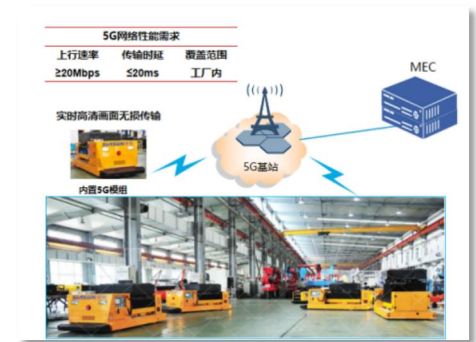 5G网络性能需求
上行速率 传输时延 覆盖范围
≥20Mbps ≤20ms 工厂内
MEC
实时高清画面无损传输
5G基站
内置5G模组